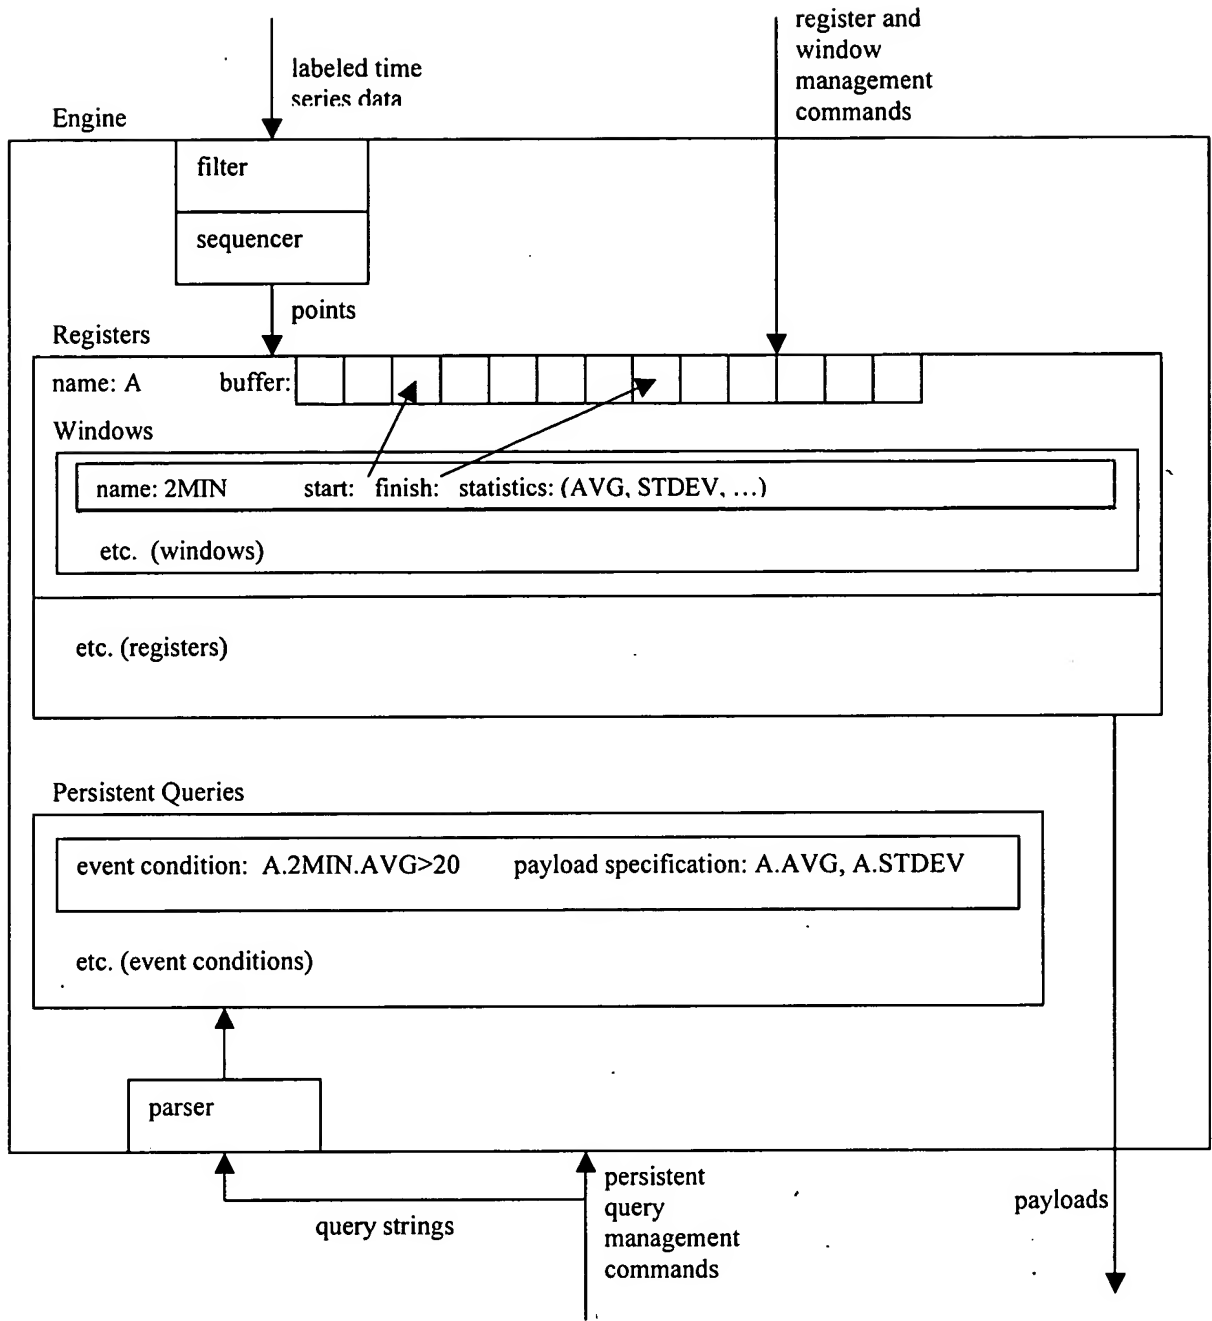 register and
window
management
commands
labeled time
series data
Engine
filter
sequencer
points
Registers
name: A buffer:
Windows
name: 2MIN start: finish: statistics: (AVG, STDEV, ...)
etc. (windows)
etc. (registers)
Persistent Queries
event condition: A.2MIN.AVG>20 payload specification: A.AVG, A.STDEV
etc. (event conditions)
parser
query strings
persistent
query
management
commands
payloads